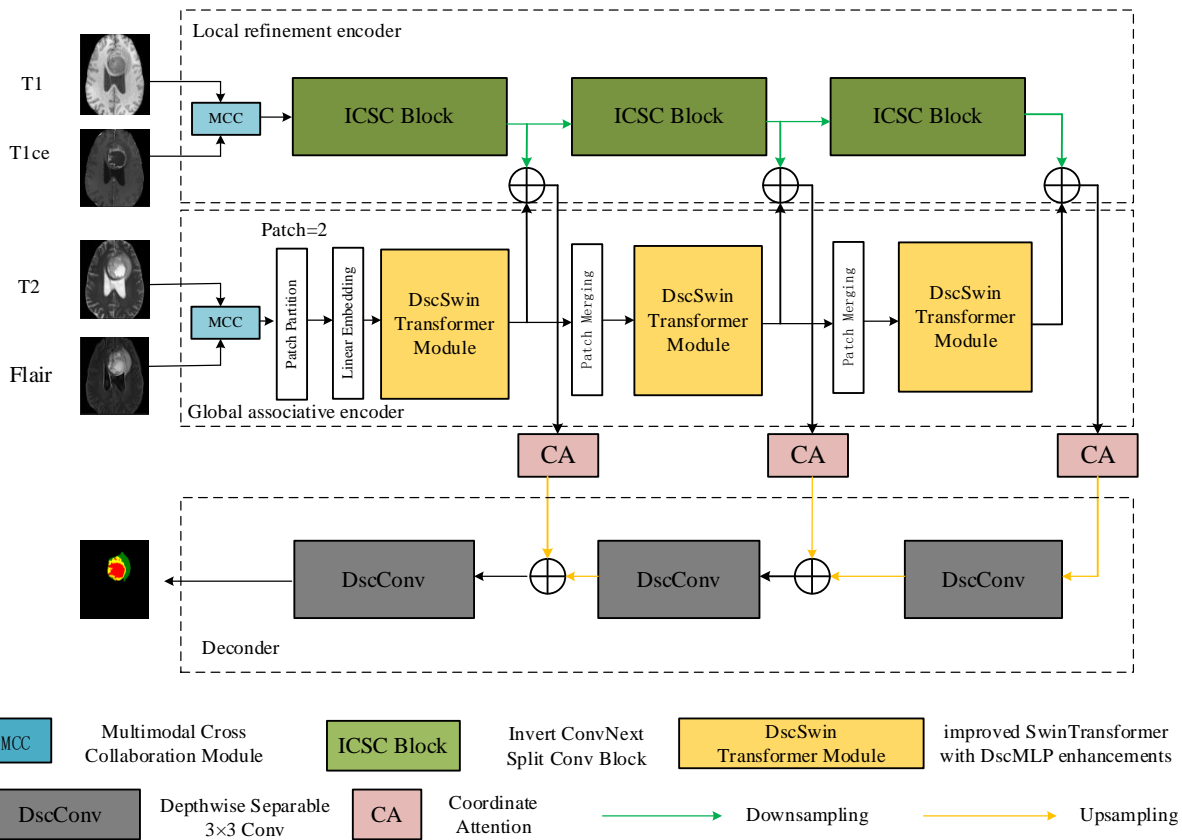 Local refinement encoder
T1
MCC
ICSC Block
ICSC Block
ICSC Block
T1ce
Patch=2
T2
MCC
Patch Partition
Linear Embedding
DscSwin
Transformer
Module
Patch Merging
DscSwin
Transformer
Module
Patch Merging
DscSwin
Transformer
Module
Flair
Global associative encoder
CA
CA
CA
DscConv
DscConv
DscConv
Deconder
MCC
Multimodal Cross
Collaboration Module
ICSC Block
Invert ConvNext
Split Conv Block
DscSwin
Transformer Module
improved SwinTransformer
with DscMLP enhancements
DscConv
Depthwise Separable
3×3 Conv
CA
Coordinate
Attention
Downsampling
Upsampling